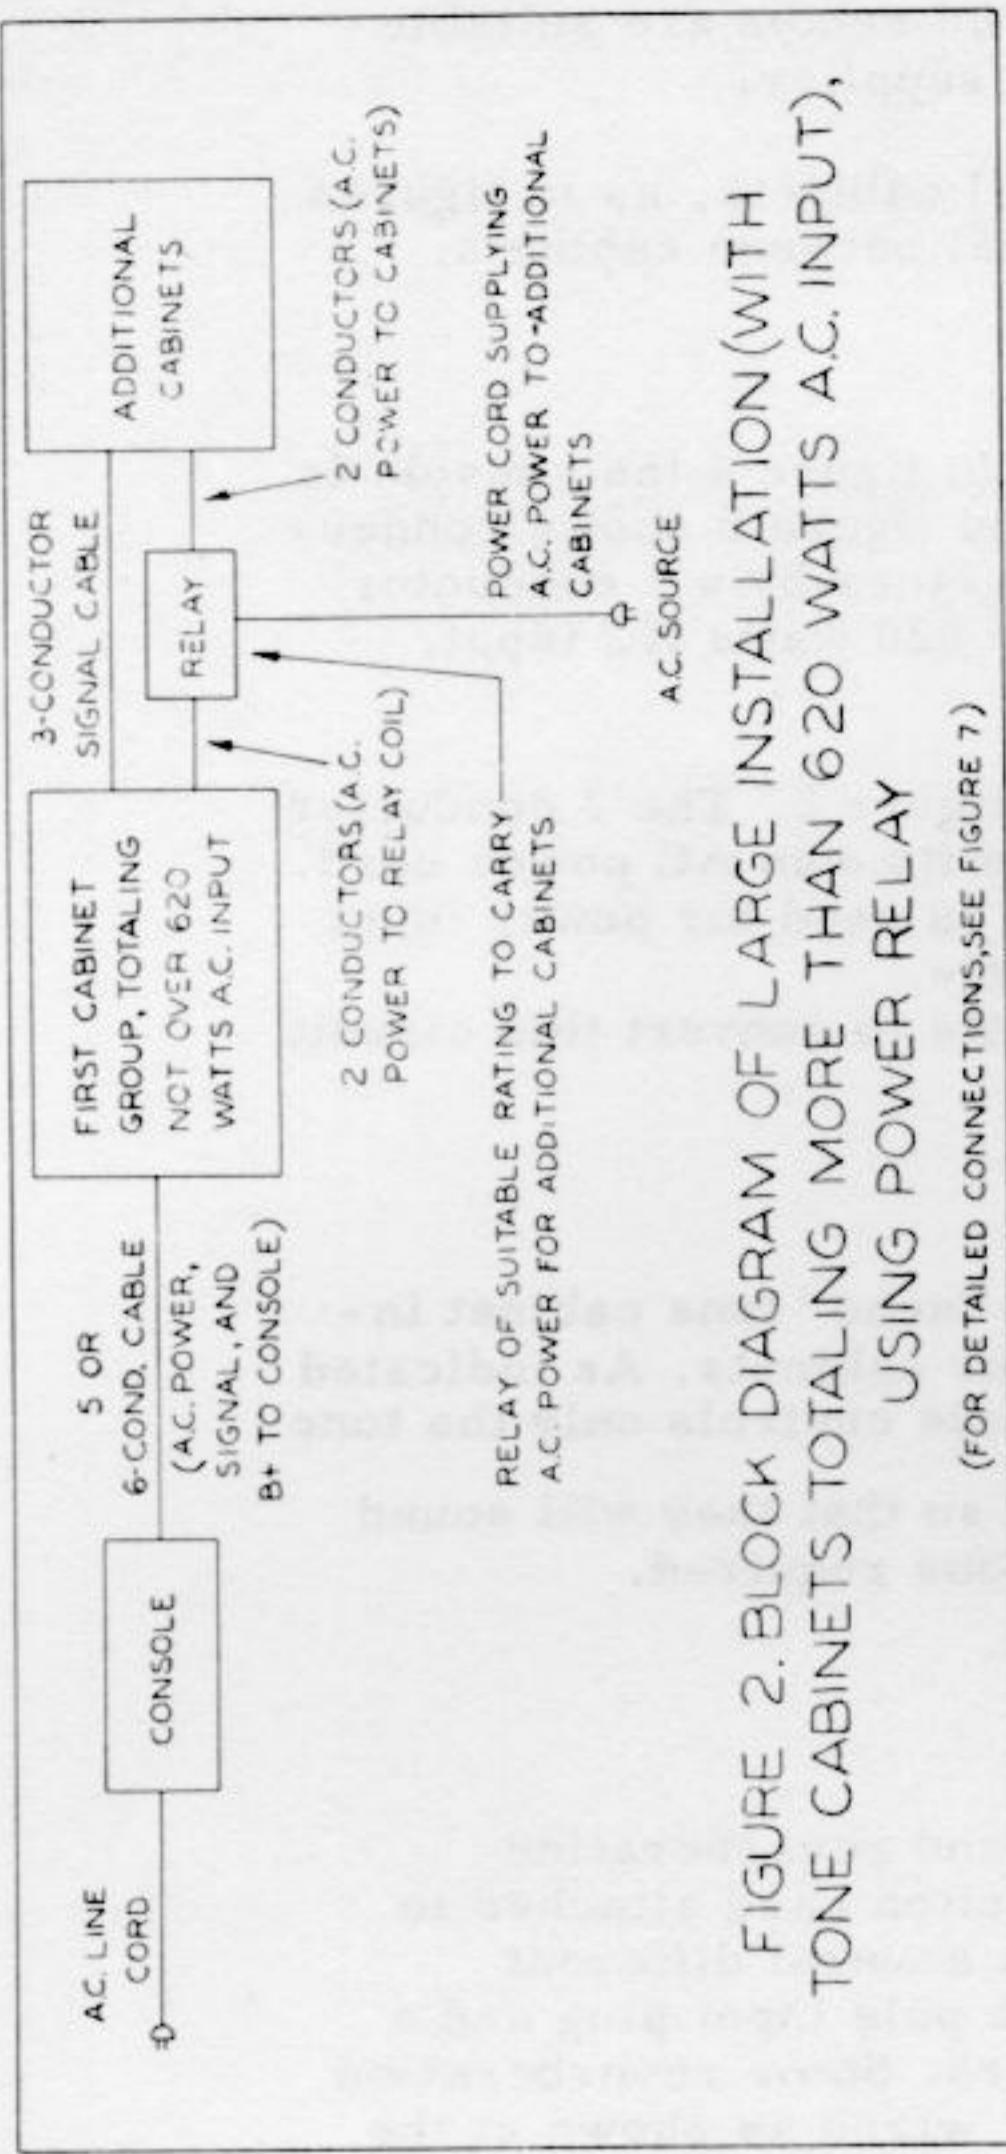 A.C. LINE
CORD
CONSOLE
5 OR
6-COND. CABLE
(A.C. POWER,
SIGNAL, AND
B+ TO CONSOLE)
FIRST CABINET
GROUP, TOTALING
NOT OVER 620
WATTS A.C. INPUT
3-CONDUCTOR
SIGNAL CABLE
RELAY
ADDITIONAL
CABINETS
2 CONDUCTORS (A.C.
POWER TO RELAY COIL)
2 CONDUCTORS (A.C.
POWER TO CABINETS)
RELAY OF SUITABLE RATING TO CARRY
A.C. POWER FOR ADDITIONAL CABINETS
POWER CORD SUPPLYING
A.C. POWER TO-ADDITIONAL
CABINETS
A.C. SOURCE
FIGURE 2. BLOCK DIAGRAM OF LARGE INSTALLATION (WITH
TONE CABINETS TOTALING MORE THAN 620 WATTS A.C. INPUT),
USING POWER RELAY
(FOR DETAILED CONNECTIONS, SEE FIGURE 7)